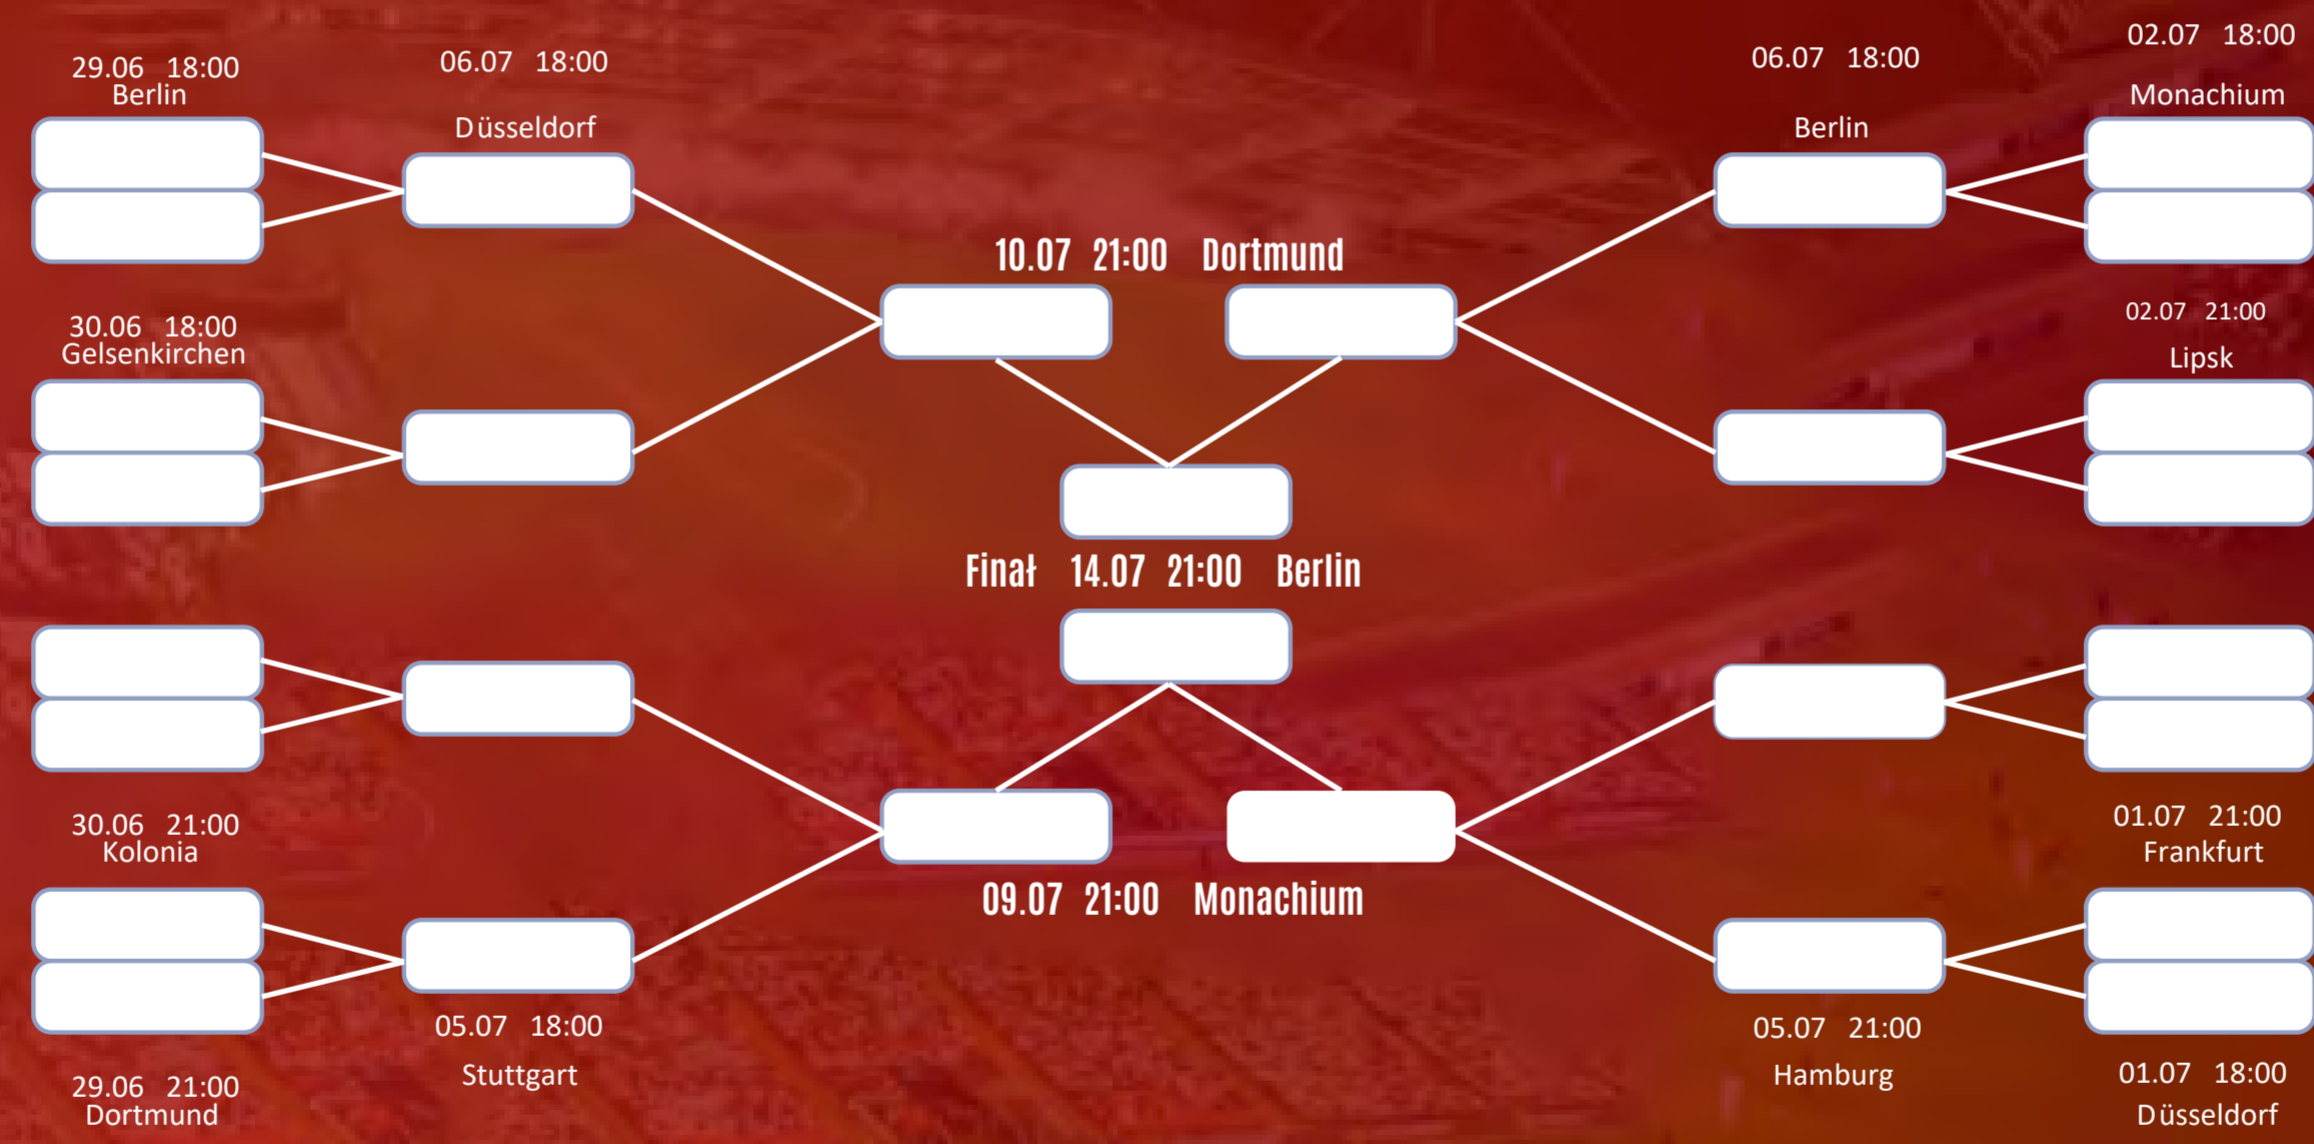 29.06 18:00
Berlin
06.07 18:00
Düsseldorf
06.07 18:00
Berlin
02.07 18:00
Monachium
10.07 21:00 Dortmund
30.06 18:00
Gelsenkirchen
02.07 21:00
Lipsk
Finał 14.07 21:00 Berlin
30.06 21:00
Kolonia
01.07 21:00
Frankfurt
09.07 21:00 Monachium
05.07 18:00
Stuttgart
05.07 21:00
Hamburg
29.06 21:00
Dortmund
01.07 18:00
Düsseldorf